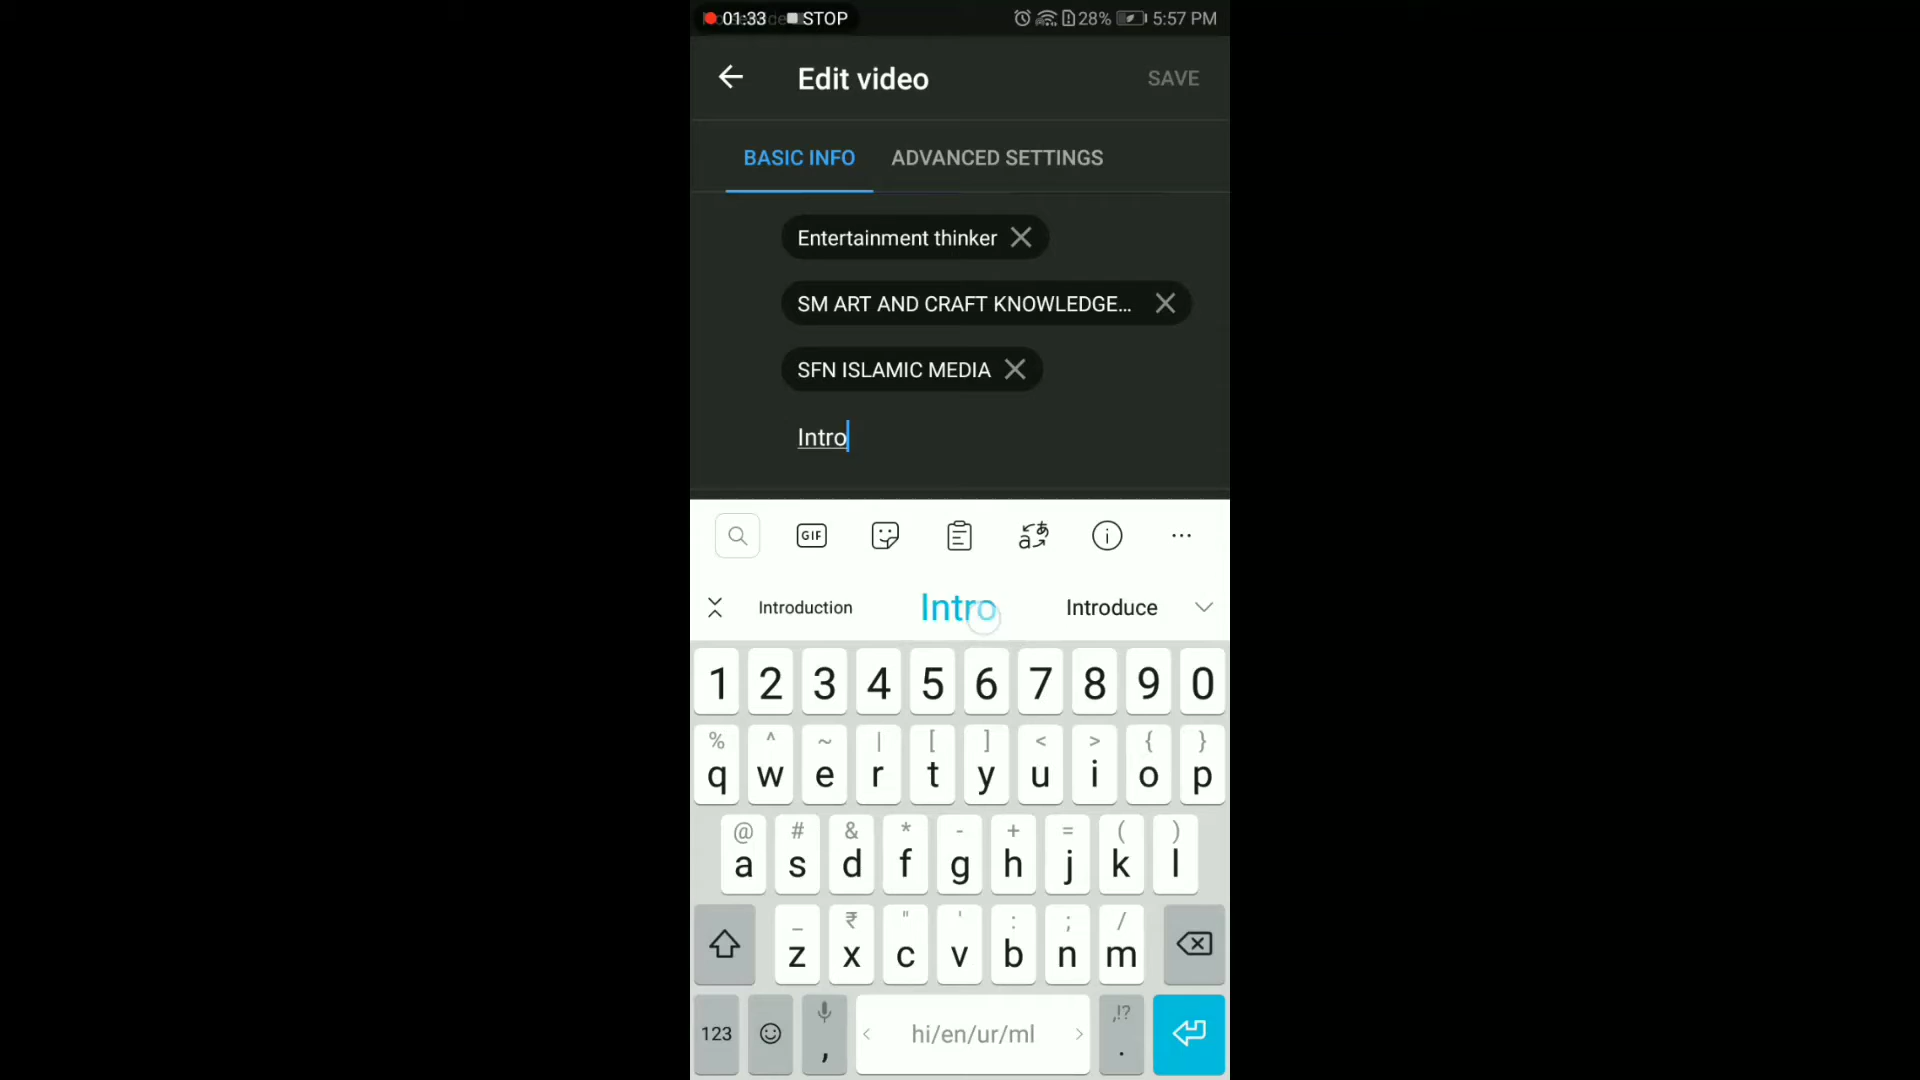 01:33 STOP 28% 5:57 PM
Edit video SAVE
BASIC INFO ADVANCED SETTINGS
Entertainment thinker
SM ART AND CRAFT KNOWLEDGE...
SFN ISLAMIC MEDIA
Intro
GIF
Introduction Intro Introduce
1 2 3 4 5 6 7 8 9 0
% ^ ~ | [ ] < > { }
q w e r t y u i o p
@ # & * - + = ( )
a s d f g h j k l
_ ₹ " ' : ; /
z x c v b n m
123 , hi/en/ur/ml ,!? .